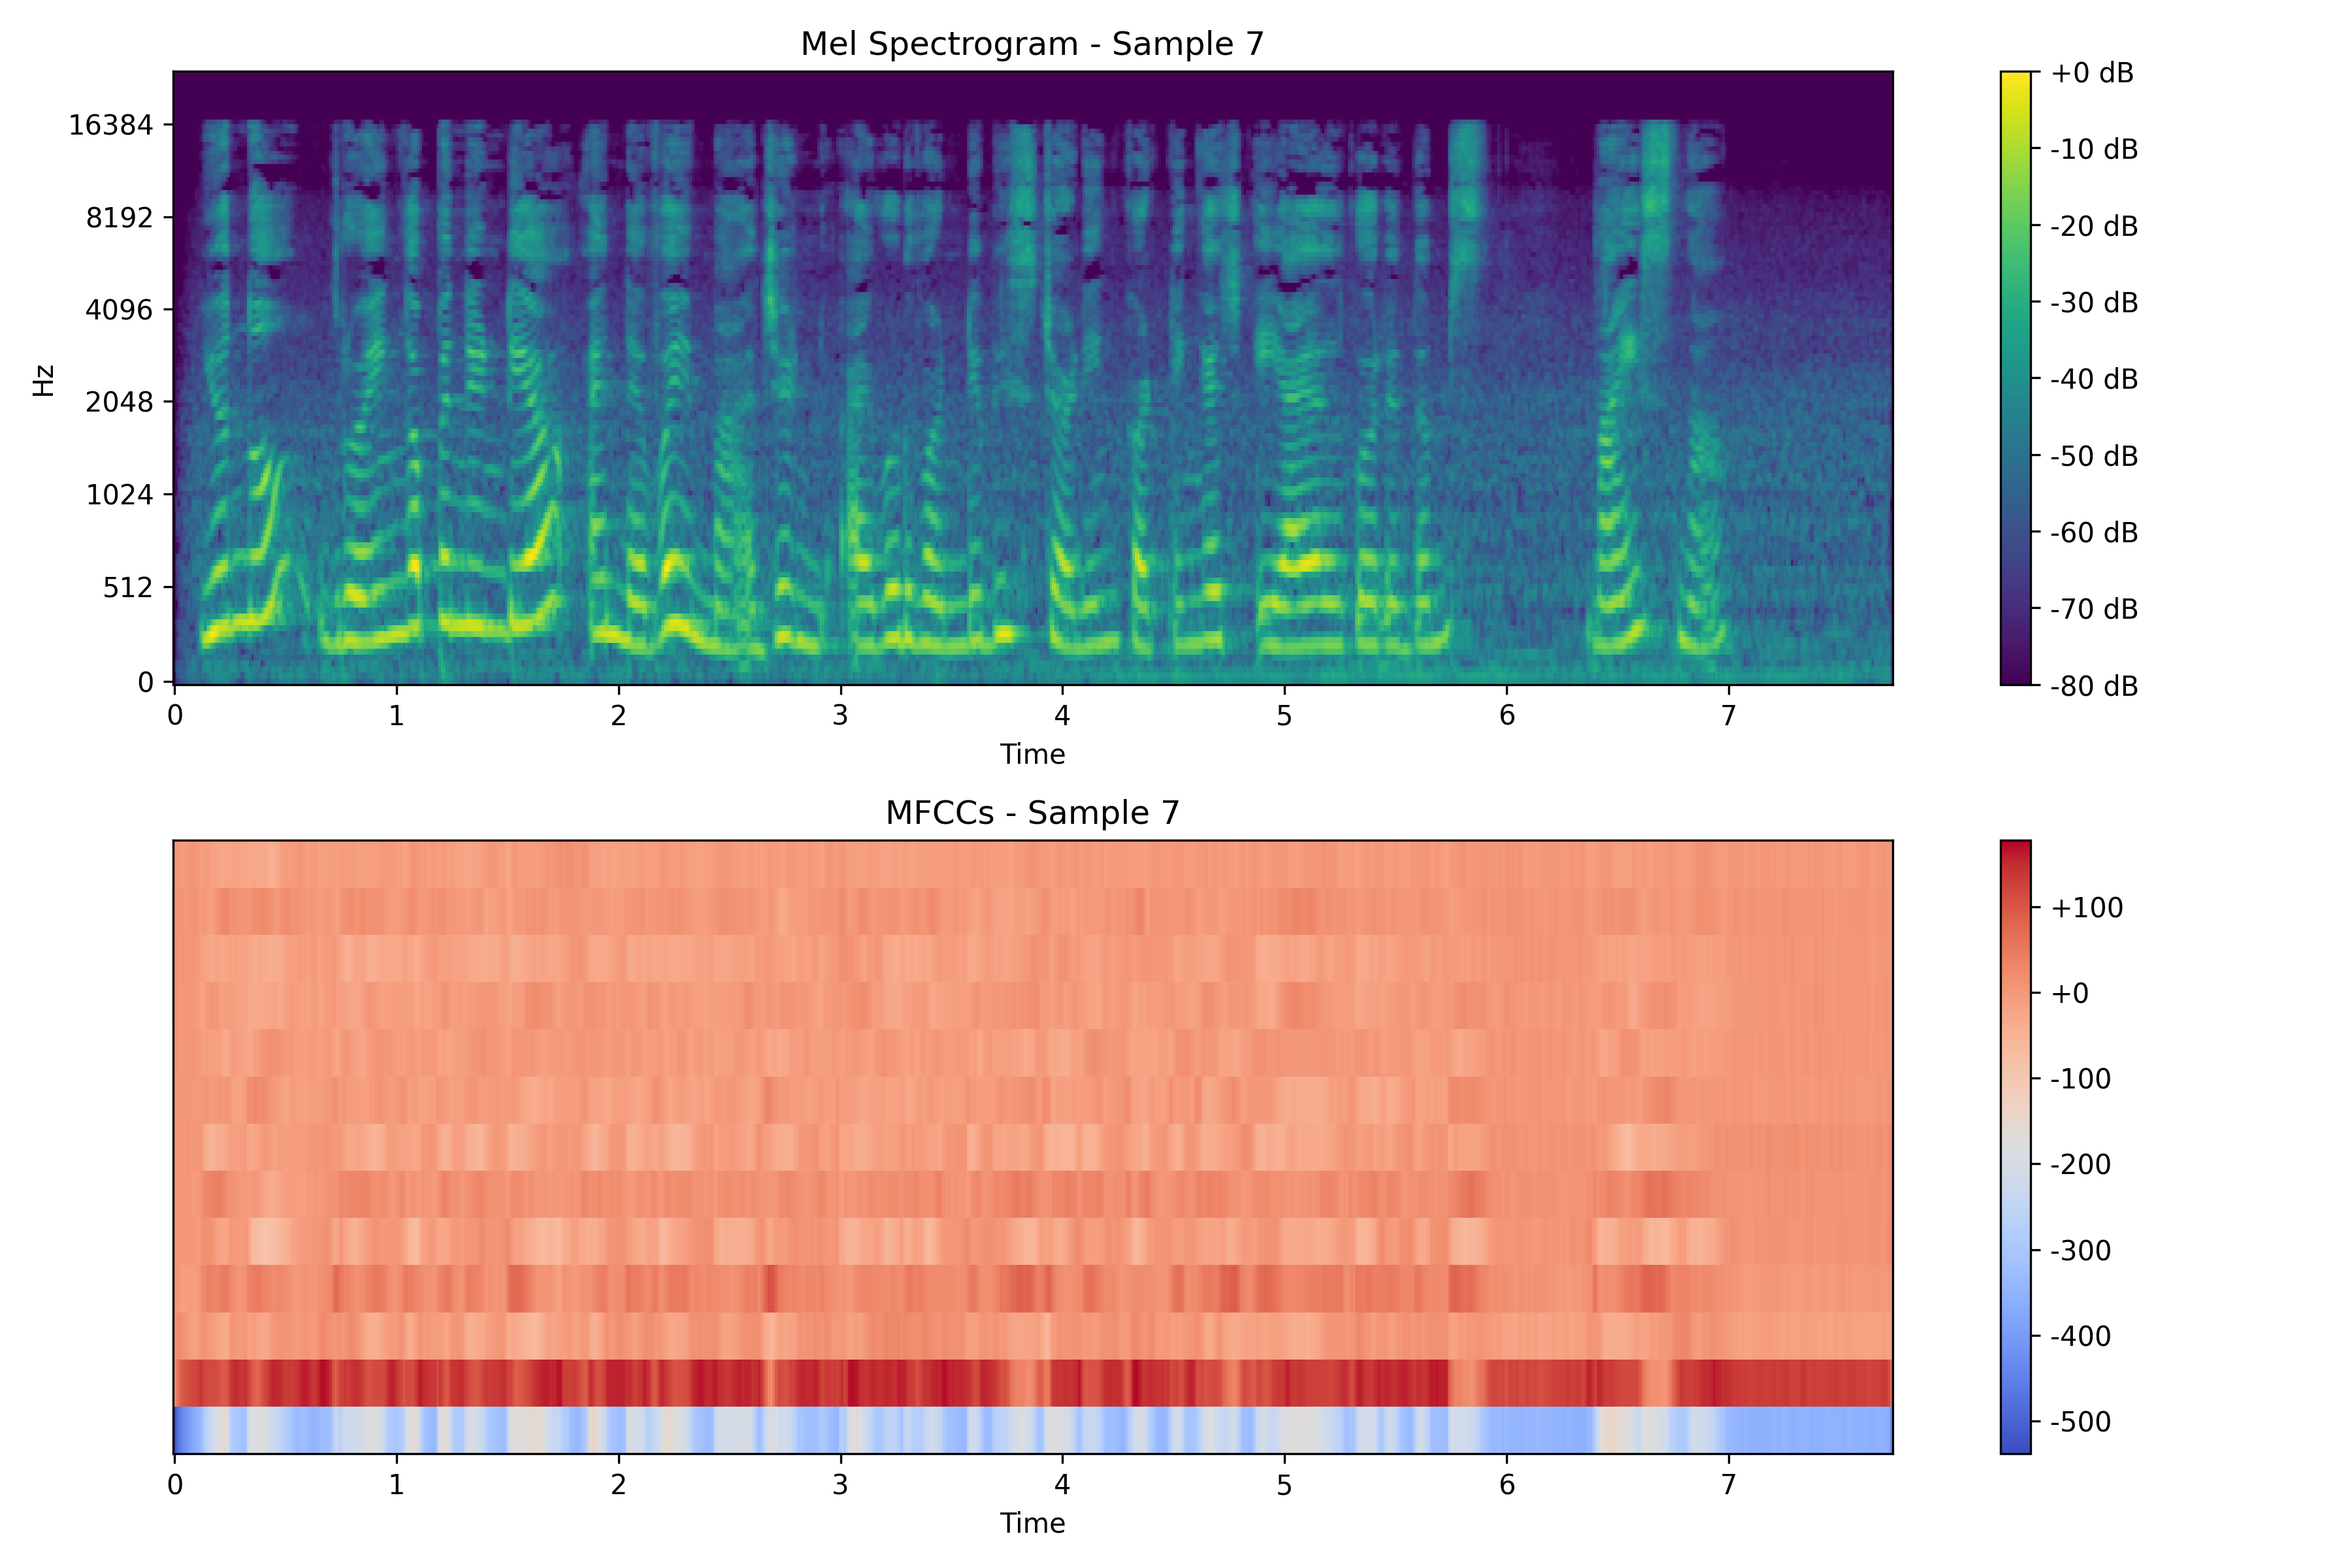 Mel Spectrogram - Sample 7
+0 dB
16384
-10 dB
8192
-20 dB
4096
-30 dB
Hz
2048
-40 dB
1024
-50 dB
512
-60 dB
0
-70 dB
-80 dB
0 1 2 3 4 5 6 7
Time
MFCCs - Sample 7
+100
+0
-100
-200
-300
-400
-500
0 1 2 3 4 5 6 7
Time